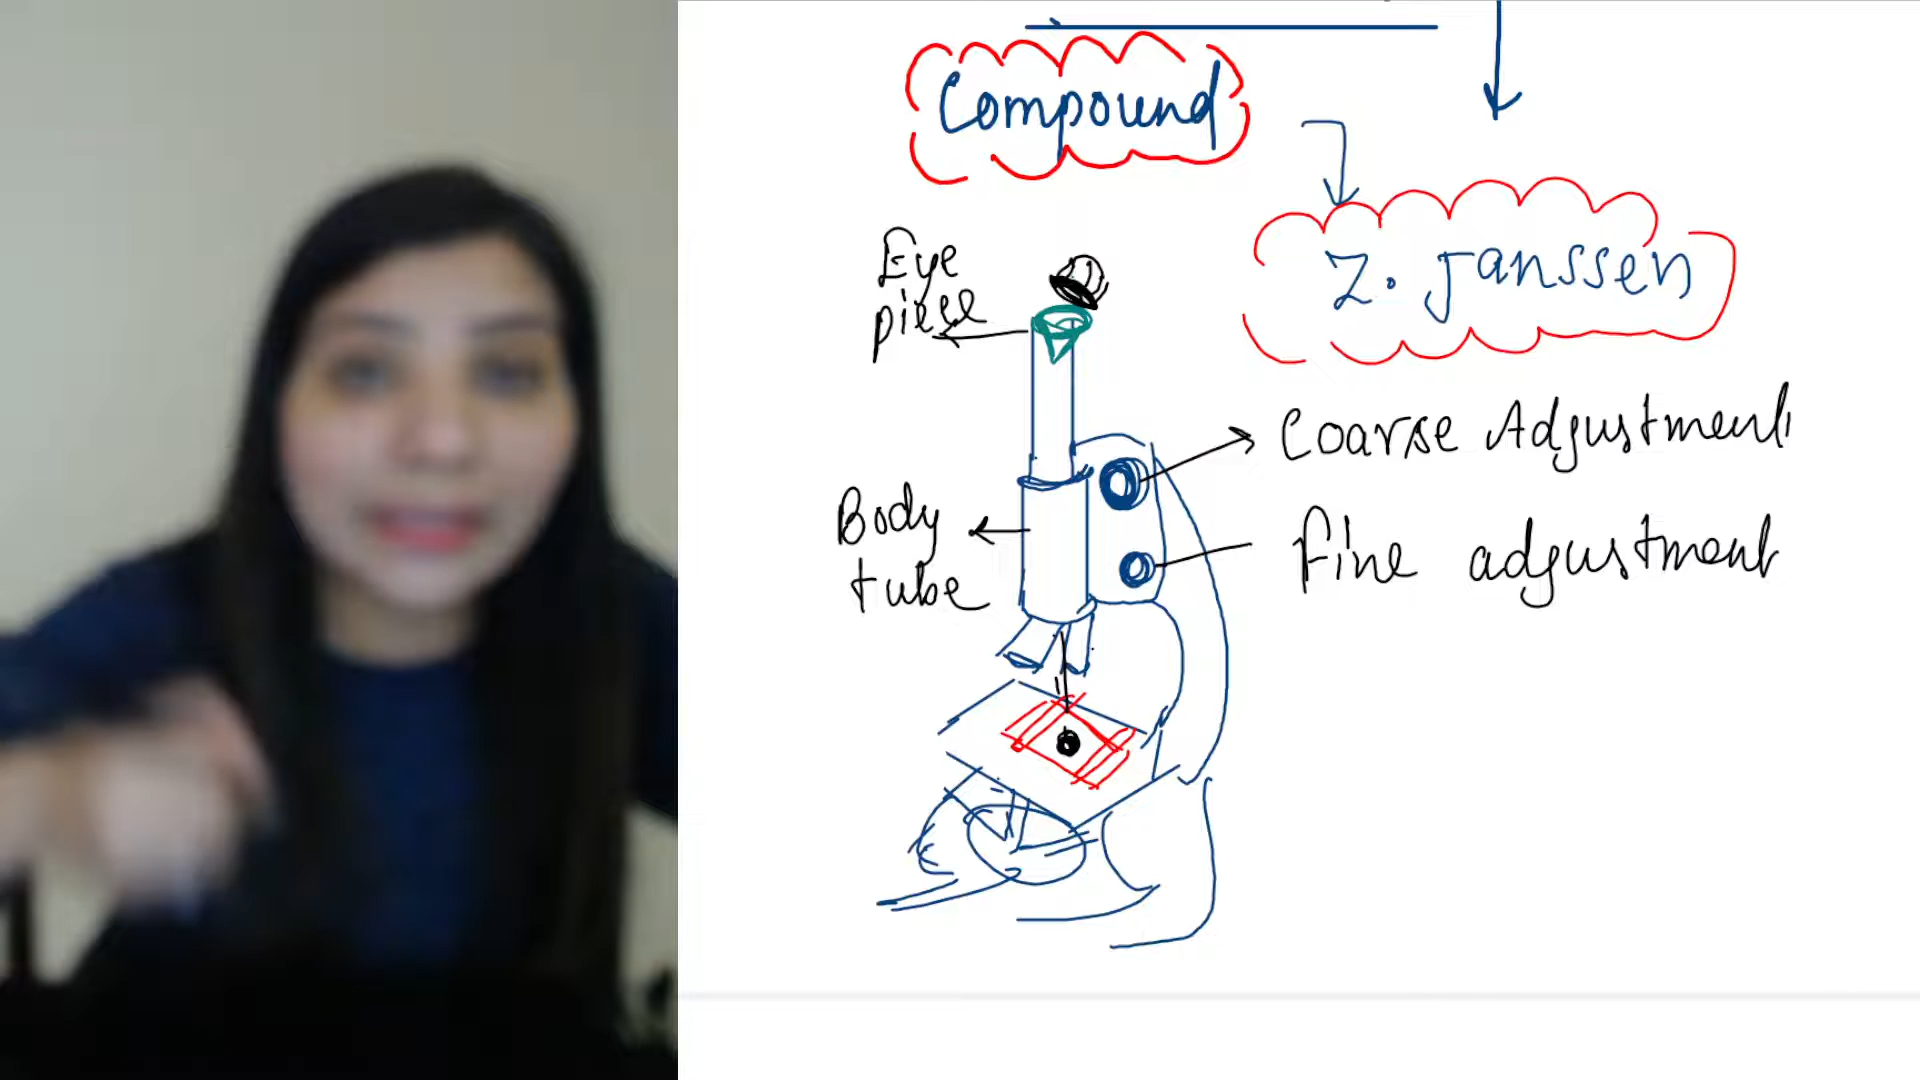 Compound
Z. Janssen
Eye
piece
Coarse Adjustment
Body
tube
fine adjustment